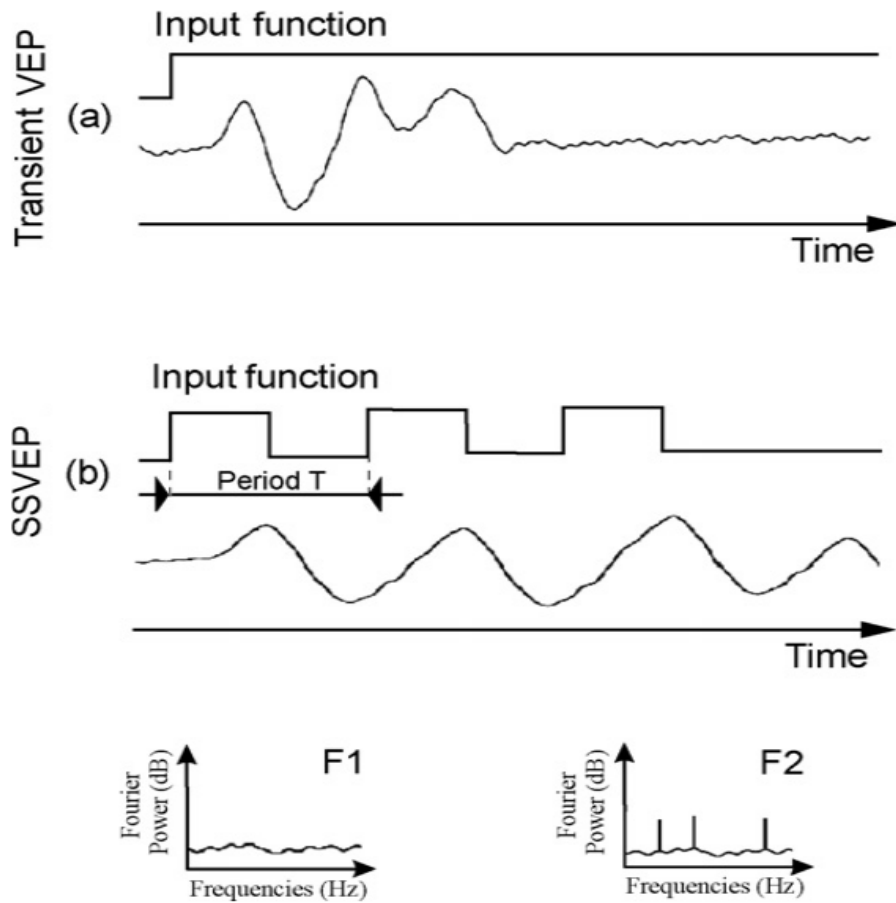 Transient VEP
(a)
Input function
Time
SSVEP
(b)
Input function
Period T
Time
F1
Fourier
Power (dB)
Frequencies (Hz)
F2
Fourier
Power (dB)
Frequencies (Hz)